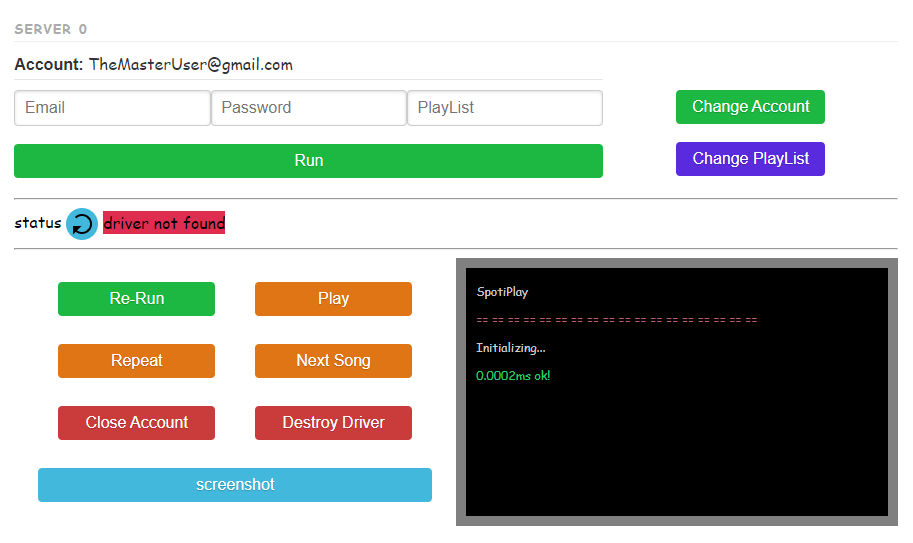 SERVER 0
Account: TheMasterUser@gmail.com
Email Password PlayList
Change Account
Run
Change PlayList
status driver not found
Re-Run Play
Repeat Next Song
Close Account Destroy Driver
screenshot
SpotiPlay
== == == == == == == == == == == == == == == == == ==
Initializing...
0.0002ms ok!